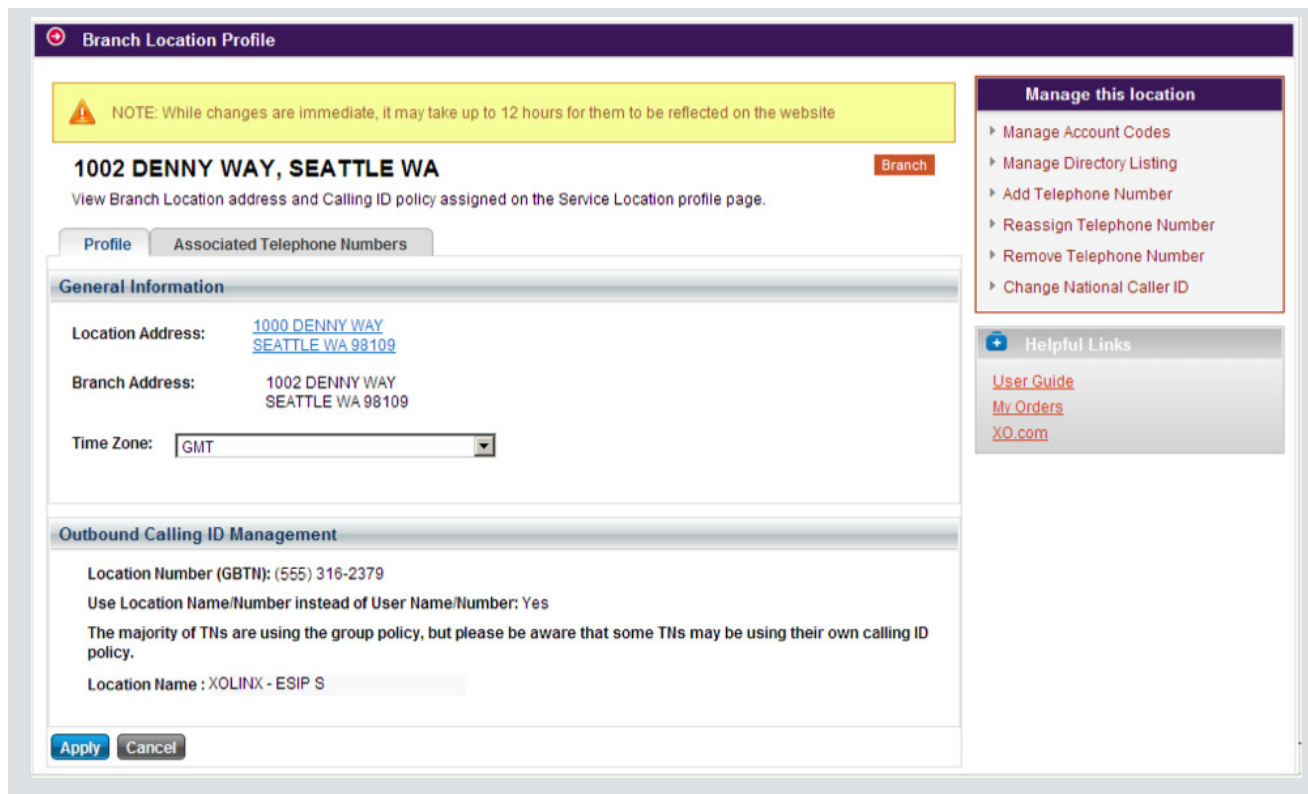 Branch Location Profile
NOTE: While changes are immediate, it may take up to 12 hours for them to be reflected on the website
1002 DENNY WAY, SEATTLE WA
Branch
View Branch Location address and Calling ID policy assigned on the Service Location profile page.
Profile
Associated Telephone Numbers
General Information
Location Address:
1000 DENNY WAY
SEATTLE WA 98109
Branch Address:
1002 DENNY WAY
SEATTLE WA 98109
Time Zone:
GMT
Outbound Calling ID Management
Location Number (GBTN): (555) 316-2379
Use Location Name/Number instead of User Name/Number: Yes
The majority of TNs are using the group policy, but please be aware that some TNs may be using their own calling ID
policy.
Location Name : XOLINX - ESIP S
Apply
Cancel
Manage this location
Manage Account Codes
Manage Directory Listing
Add Telephone Number
Reassign Telephone Number
Remove Telephone Number
Change National Caller ID
Helpful Links
User Guide
My Orders
XO.com